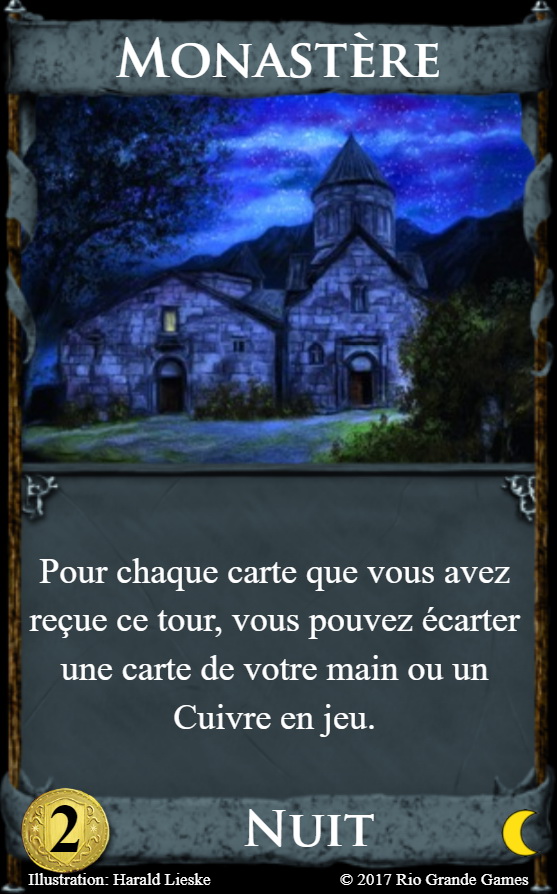 Monastère
Pour chaque carte que vous avez
reçue ce tour, vous pouvez écarter
une carte de votre main ou un
Cuivre en jeu.
2
Nuit
Illustration: Harald Lieske
© 2017 Rio Grande Games